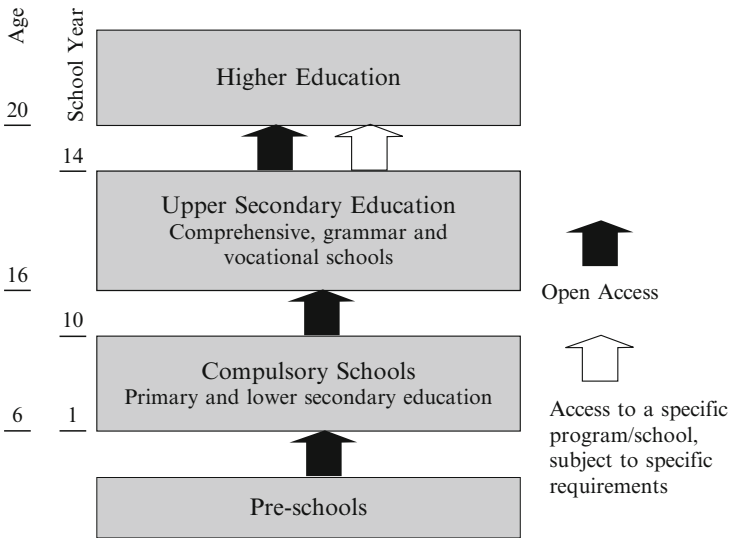 Age
School Year
Higher Education
20
14
Upper Secondary Education
Comprehensive, grammar and
vocational schools
16
Open Access
10
Compulsory Schools
Primary and lower secondary education
6
1
Access to a specific
program/school,
subject to specific
requirements
Pre-schools